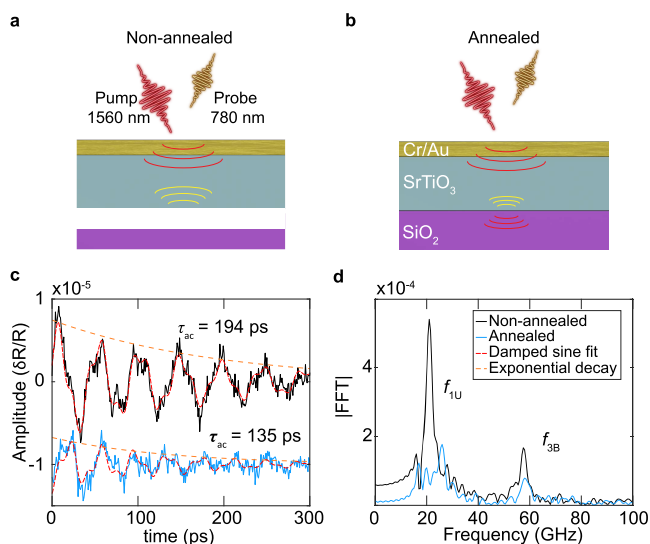 a
Non-annealed
Pump
1560 nm
Probe
780 nm
b
Annealed
Cr/Au
SrTiO3
SiO2
c
x10-5
Amplitude (δR/R)
1
0
-1
τac = 194 ps
τac = 135 ps
0 100 200 300
time (ps)
d
x10-4
|FFT|
4
2
Non-annealed
Annealed
Damped sine fit
Exponential decay
f1U
f3B
0 20 40 60 80 100
Frequency (GHz)